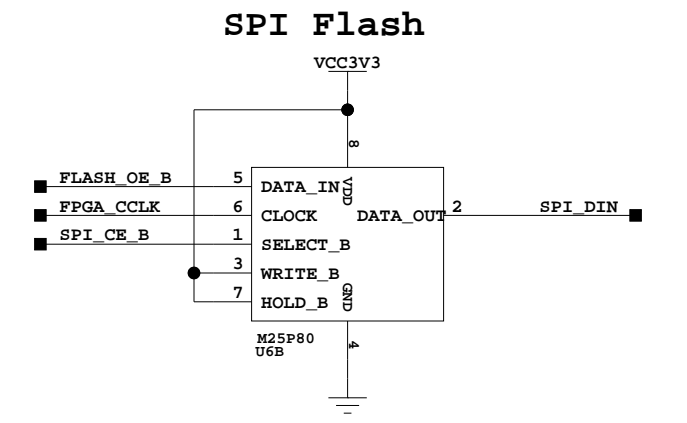 SPI Flash
VCC3V3
8
FLASH_OE_B 5 DATA_IN VDD
FPGA_CCLK 6 CLOCK DATA_OUT 2 SPI_DIN
SPI_CE_B 1 SELECT_B
3 WRITE_B
7 HOLD_B GND
M25P80 4
U6B